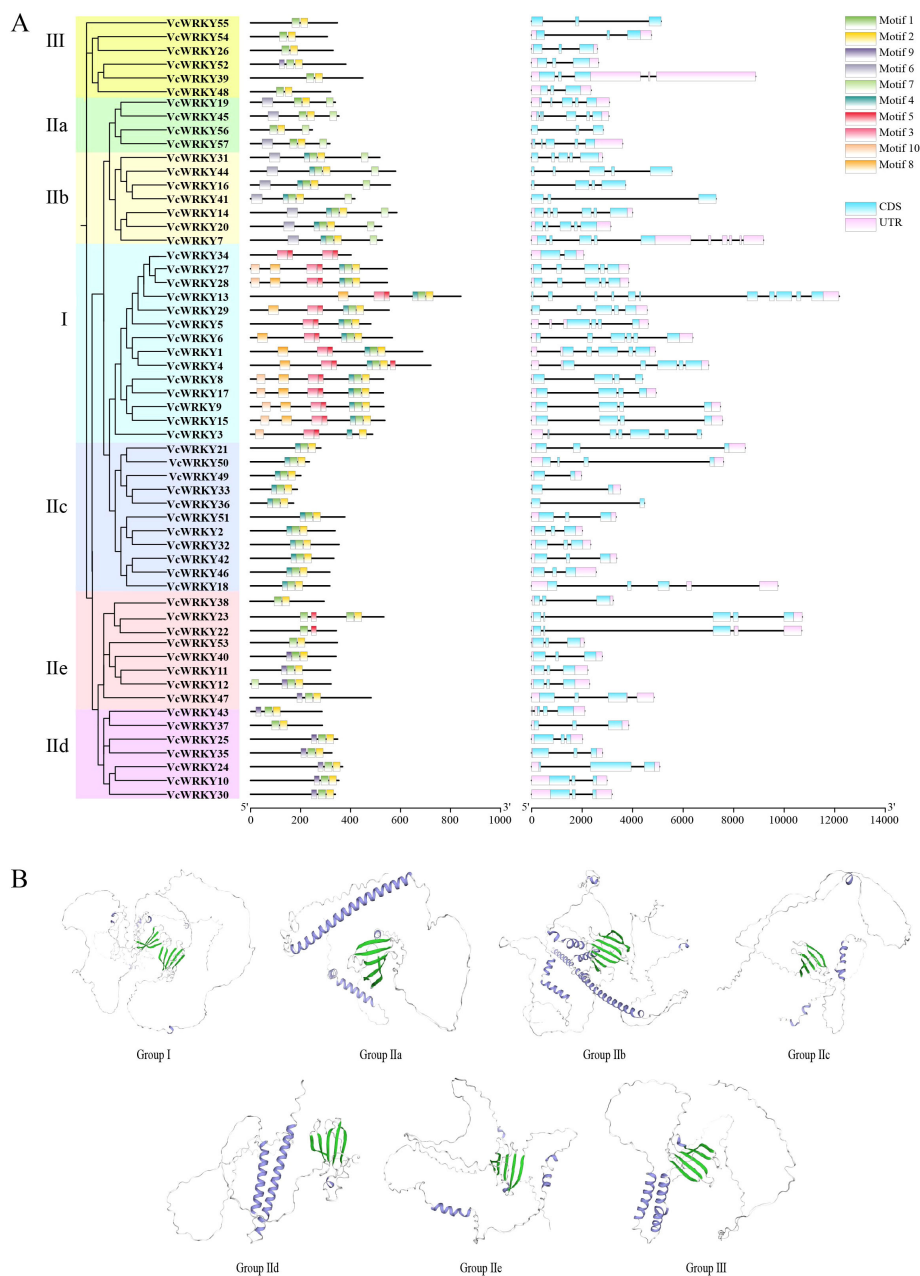 A
III
IIa
IIb
I
IIc
IIe
IId
VcWRKY55
VcWRKY54
VcWRKY26
VcWRKY52
VcWRKY39
VcWRKY48
VcWRKY19
VcWRKY45
VcWRKY56
VcWRKY57
VcWRKY31
VcWRKY44
VcWRKY16
VcWRKY41
VcWRKY14
VcWRKY20
VcWRKY7
VcWRKY34
VcWRKY27
VcWRKY28
VcWRKY13
VcWRKY29
VcWRKY5
VcWRKY6
VcWRKY1
VcWRKY4
VcWRKY8
VcWRKY17
VcWRKY9
VcWRKY15
VcWRKY3
VcWRKY21
VcWRKY50
VcWRKY49
VcWRKY33
VcWRKY36
VcWRKY51
VcWRKY2
VcWRKY32
VcWRKY42
VcWRKY46
VcWRKY18
VcWRKY38
VcWRKY23
VcWRKY22
VcWRKY53
VcWRKY40
VcWRKY11
VcWRKY12
VcWRKY47
VcWRKY43
VcWRKY37
VcWRKY25
VcWRKY35
VcWRKY24
VcWRKY10
VcWRKY30
5' 3'
0 200 400 600 800 1000
5' 3'
0 2000 4000 6000 8000 10000 12000 14000
Motif 1
Motif 2
Motif 9
Motif 6
Motif 7
Motif 4
Motif 5
Motif 3
Motif 10
Motif 8
CDS
UTR
B
Group I Group IIa Group IIb Group IIc
Group IId Group IIe Group III